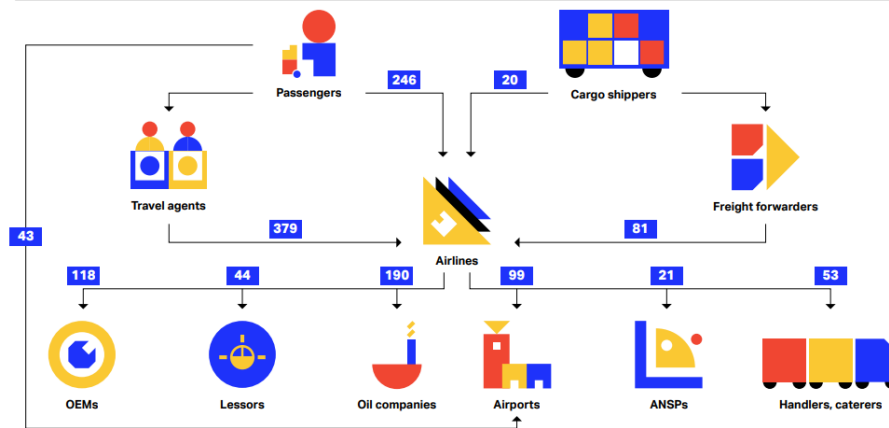 246
20
Passengers
Cargo shippers
Travel agents
Freight forwarders
43
379
81
Airlines
118
44
190
99
21
53
OEMs
Lessors
Oil companies
Airports
ANSPs
Handlers, caterers